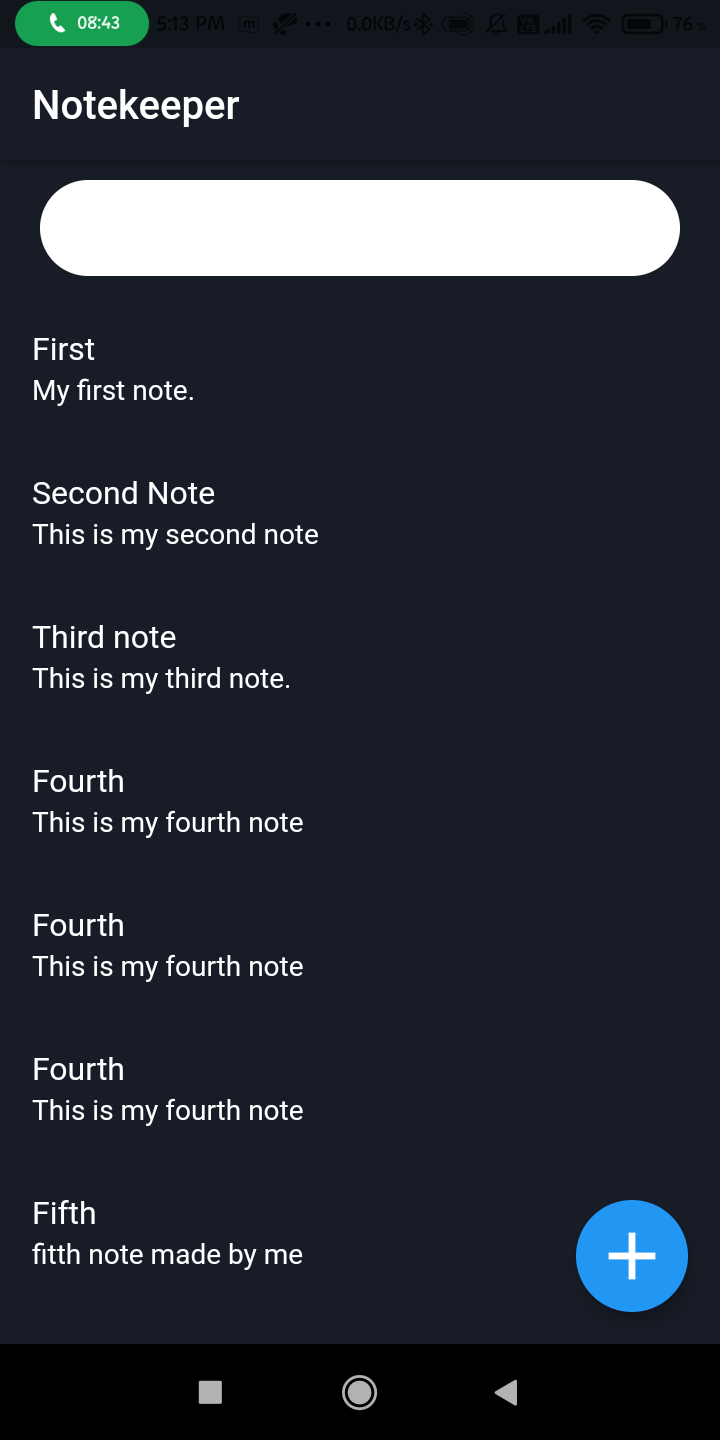 08:43 5:13 PM m ... 0.0KB/s Vo LTE 76 %
Notekeeper
First
My first note.
Second Note
This is my second note
Third note
This is my third note.
Fourth
This is my fourth note
Fourth
This is my fourth note
Fourth
This is my fourth note
Fifth
fitth note made by me